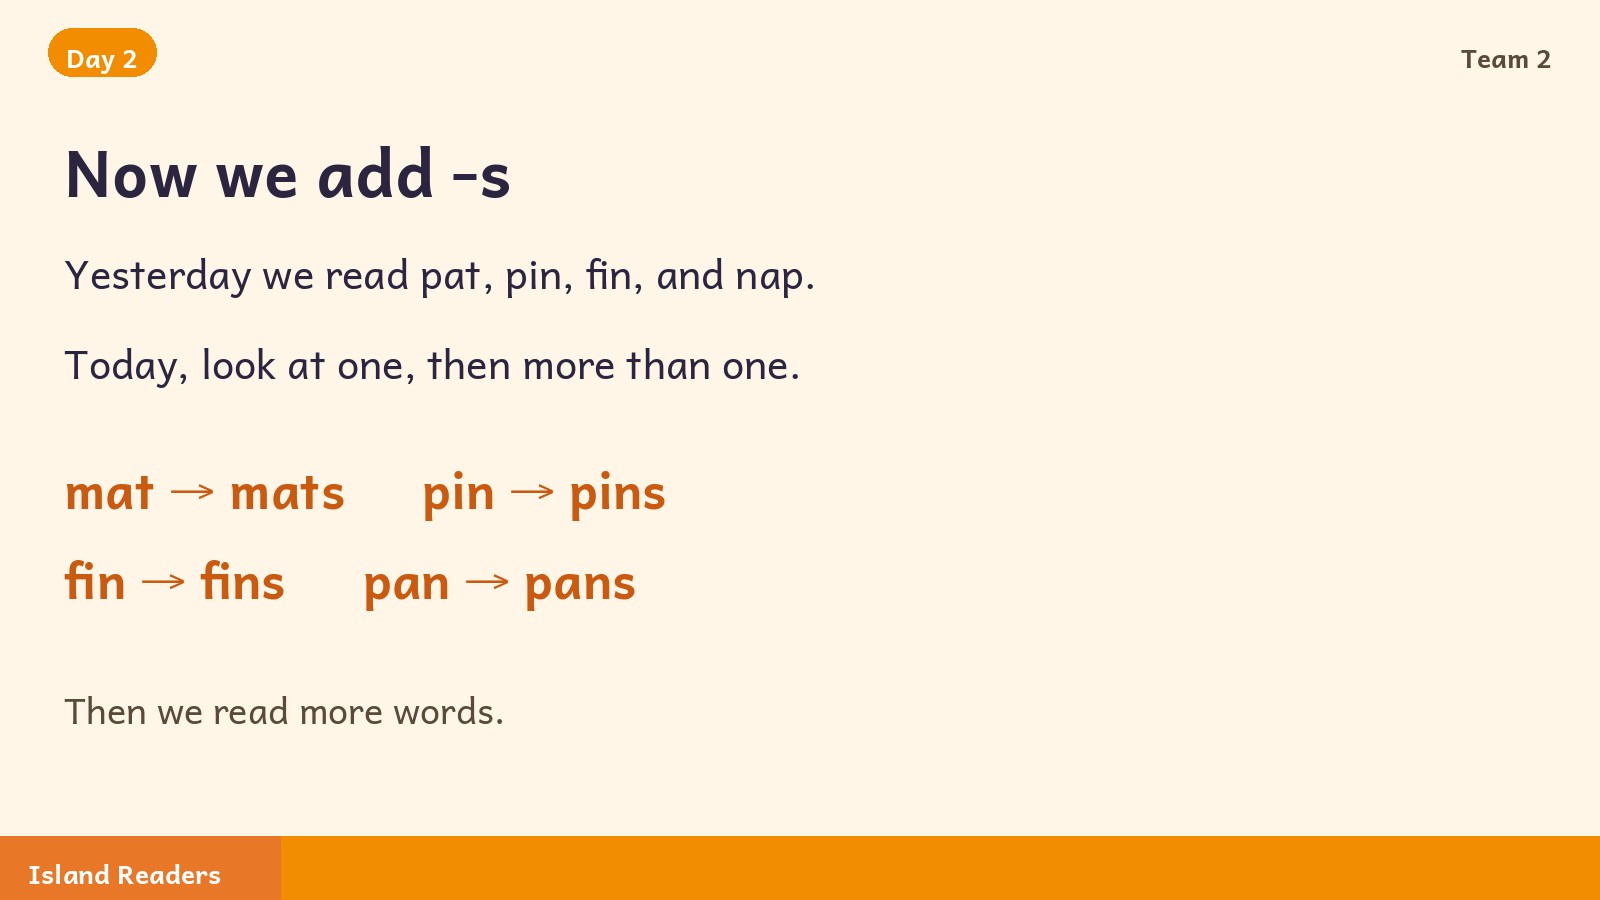 Day 2
Team 2
Now we add -s
Yesterday we read pat, pin, fin, and nap.
Today, look at one, then more than one.
mat → mats pin → pins
fin → fins pan → pans
Then we read more words.
Island Readers